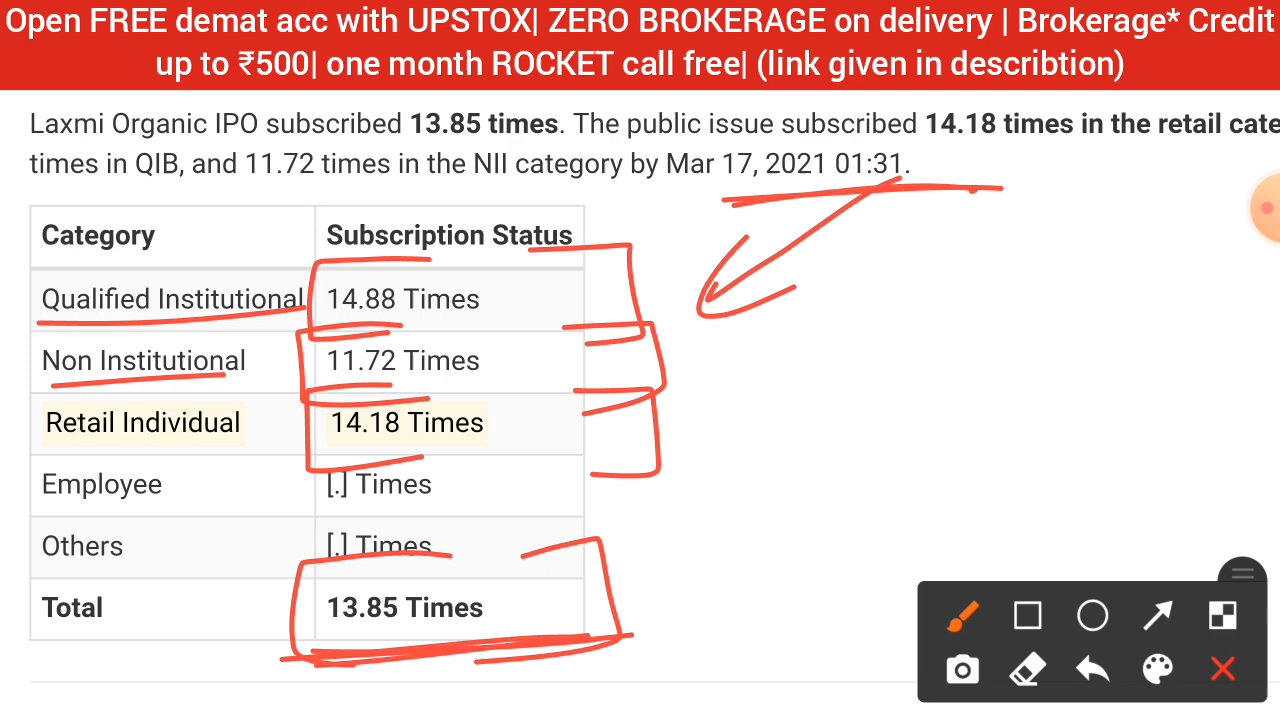 Open FREE demat acc with UPSTOX| ZERO BROKERAGE on delivery | Brokerage* Credit
up to ₹500| one month ROCKET call free| (link given in describtion)
Laxmi Organic IPO subscribed 13.85 times. The public issue subscribed 14.18 times in the retail cate
times in QIB, and 11.72 times in the NII category by Mar 17, 2021 01:31.
Category Subscription Status
Qualified Institutional 14.88 Times
Non Institutional 11.72 Times
Retail Individual 14.18 Times
Employee [.] Times
Others [.] Times
Total 13.85 Times